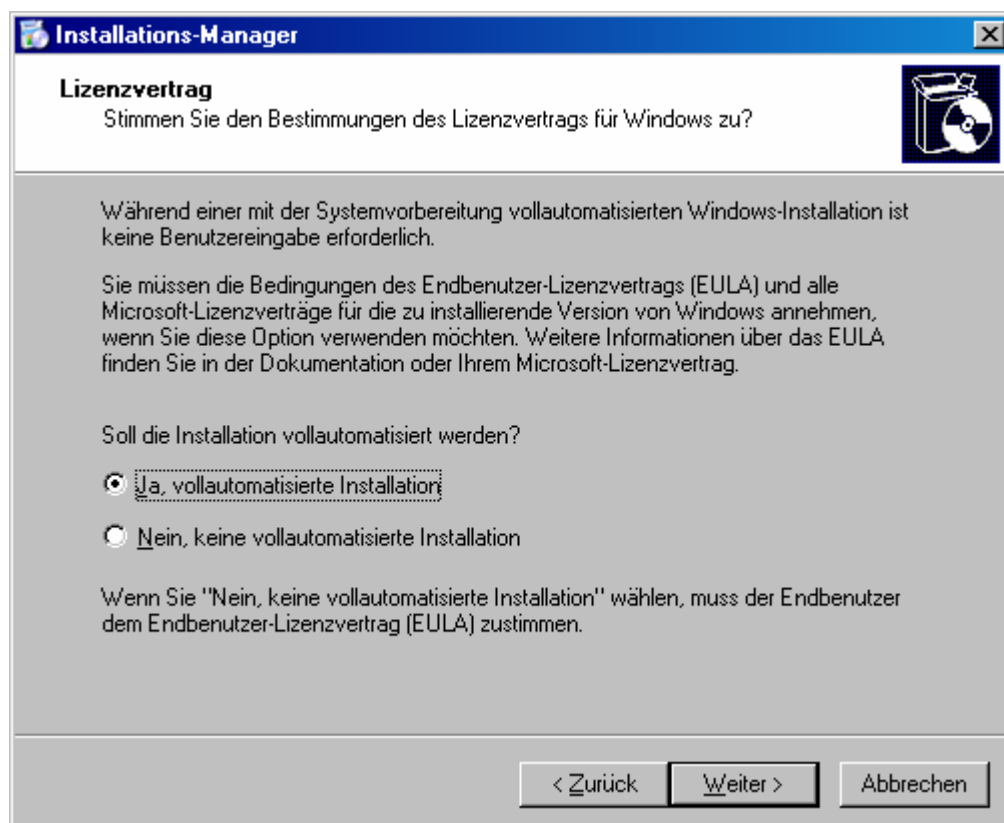 Installations-Manager
Lizenzvertrag
Stimmen Sie den Bestimmungen des Lizenzvertrags für Windows zu?
Während einer mit der Systemvorbereitung vollautomatisierten Windows-Installation ist
keine Benutzereingabe erforderlich.
Sie müssen die Bedingungen des Endbenutzer-Lizenzvertrags (EULA) und alle
Microsoft-Lizenzverträge für die zu installierende Version von Windows annehmen,
wenn Sie diese Option verwenden möchten. Weitere Informationen über das EULA
finden Sie in der Dokumentation oder Ihrem Microsoft-Lizenzvertrag.
Soll die Installation vollautomatisiert werden?
Ja, vollautomatisierte Installation
Nein, keine vollautomatisierte Installation
Wenn Sie "Nein, keine vollautomatisierte Installation" wählen, muss der Endbenutzer
dem Endbenutzer-Lizenzvertrag (EULA) zustimmen.
< Zurück
Weiter >
Abbrechen